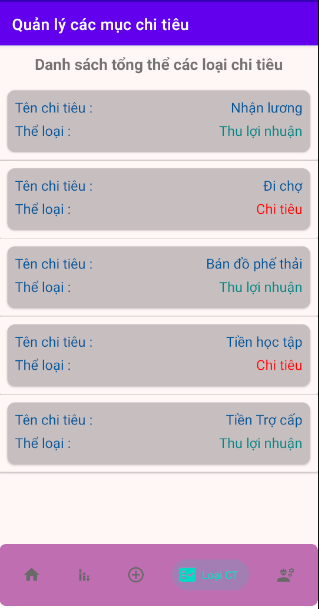 Quản lý các mục chi tiêu
Danh sách tổng thể các loại chi tiêu
Tên chi tiêu : Nhận lương
Thể loại : Thu lợi nhuận
Tên chi tiêu : Đi chợ
Thể loại : Chi tiêu
Tên chi tiêu : Bán đồ phế thải
Thể loại : Thu lợi nhuận
Tên chi tiêu : Tiền học tập
Thể loại : Chi tiêu
Tên chi tiêu : Tiền Trợ cấp
Thể loại : Thu lợi nhuận
Loại CT